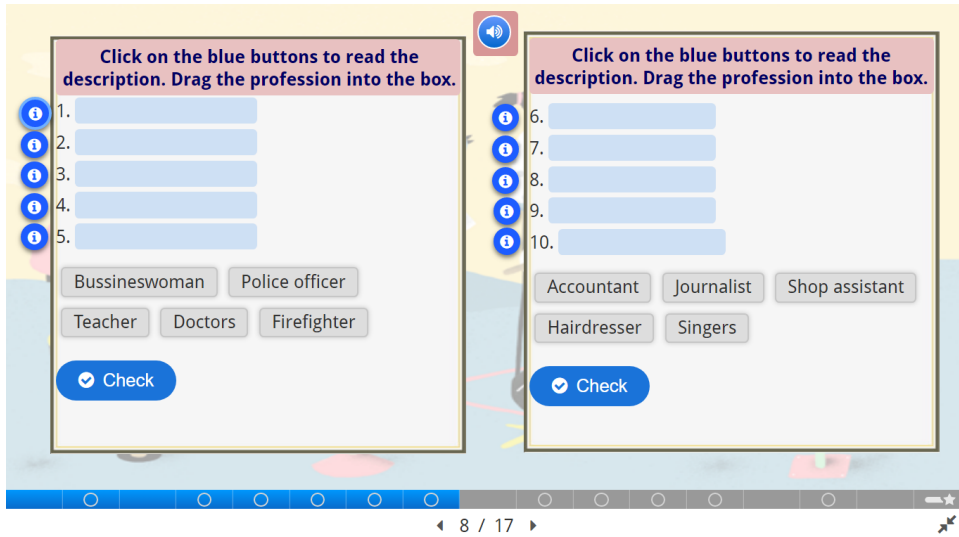 Click on the blue buttons to read the
description. Drag the profession into the box.
1.
2.
3.
4.
5.
Bussineswoman Police officer
Teacher Doctors Firefighter
Check
Click on the blue buttons to read the
description. Drag the profession into the box.
6.
7.
8.
9.
10.
Accountant Journalist Shop assistant
Hairdresser Singers
Check
8 / 17